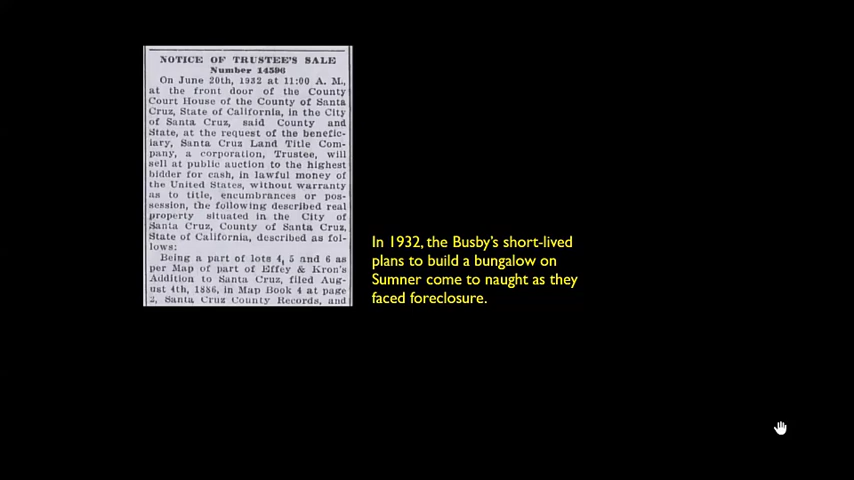 NOTICE OF TRUSTEE'S SALE
Number 14596
On June 20th, 1932 at 11:00 A. M.,
at the front door of the County
Court House of the County of Santa
Cruz, State of California, in the City
of Santa Cruz, said County and
State, at the request of the benefic-
iary, Santa Cruz Land Title Com-
pany, a corporation, Trustee, will
sell at public auction to the highest
bidder for cash, in lawful money of
the United States, without warranty
as to title, encumbrances or pos-
session, the following described real
property situated in the City of
Santa Cruz, County of Santa Cruz,
State of California, described as fol-
lows:
Being a part of lots 4, 5 and 6 as
per Map of part of Effey & Kron's
Addition to Santa Cruz, filed Aug-
ust 4th, 1886, in Map Book 4 at page
2, Santa Cruz County Records, and
In 1932, the Busby's short-lived
plans to build a bungalow on
Sumner come to naught as they
faced foreclosure.